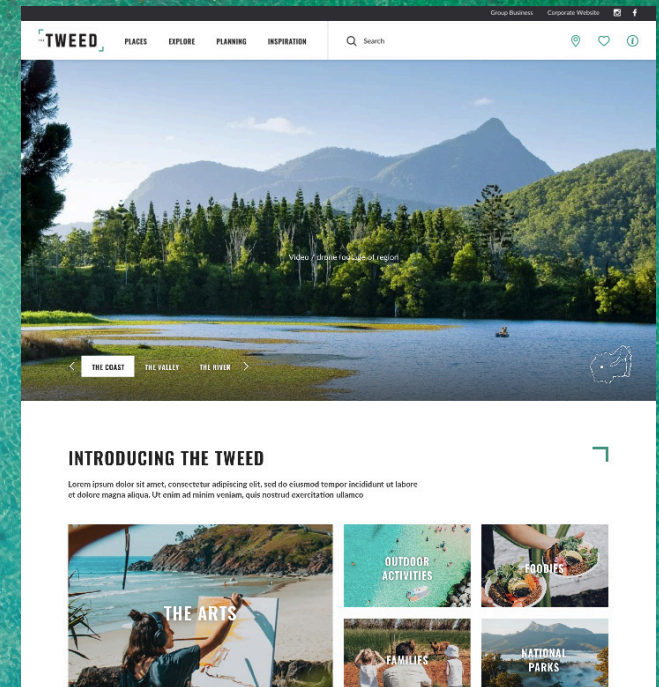 Group Business Corporate Website
THE TWEED
PLACES EXPLORE PLANNING INSPIRATION Search
Video / drone footage of region
THE COAST THE VALLEY THE RIVER
INTRODUCING THE TWEED
Lorem ipsum dolor sit amet, consectetur adipiscing elit, sed do eiusmod tempor incididunt ut labore
et dolore magna aliqua. Ut enim ad minim veniam, quis nostrud exercitation ullamco
THE ARTS
OUTDOOR
ACTIVITIES
FOODIES
FAMILIES
NATIONAL
PARKS